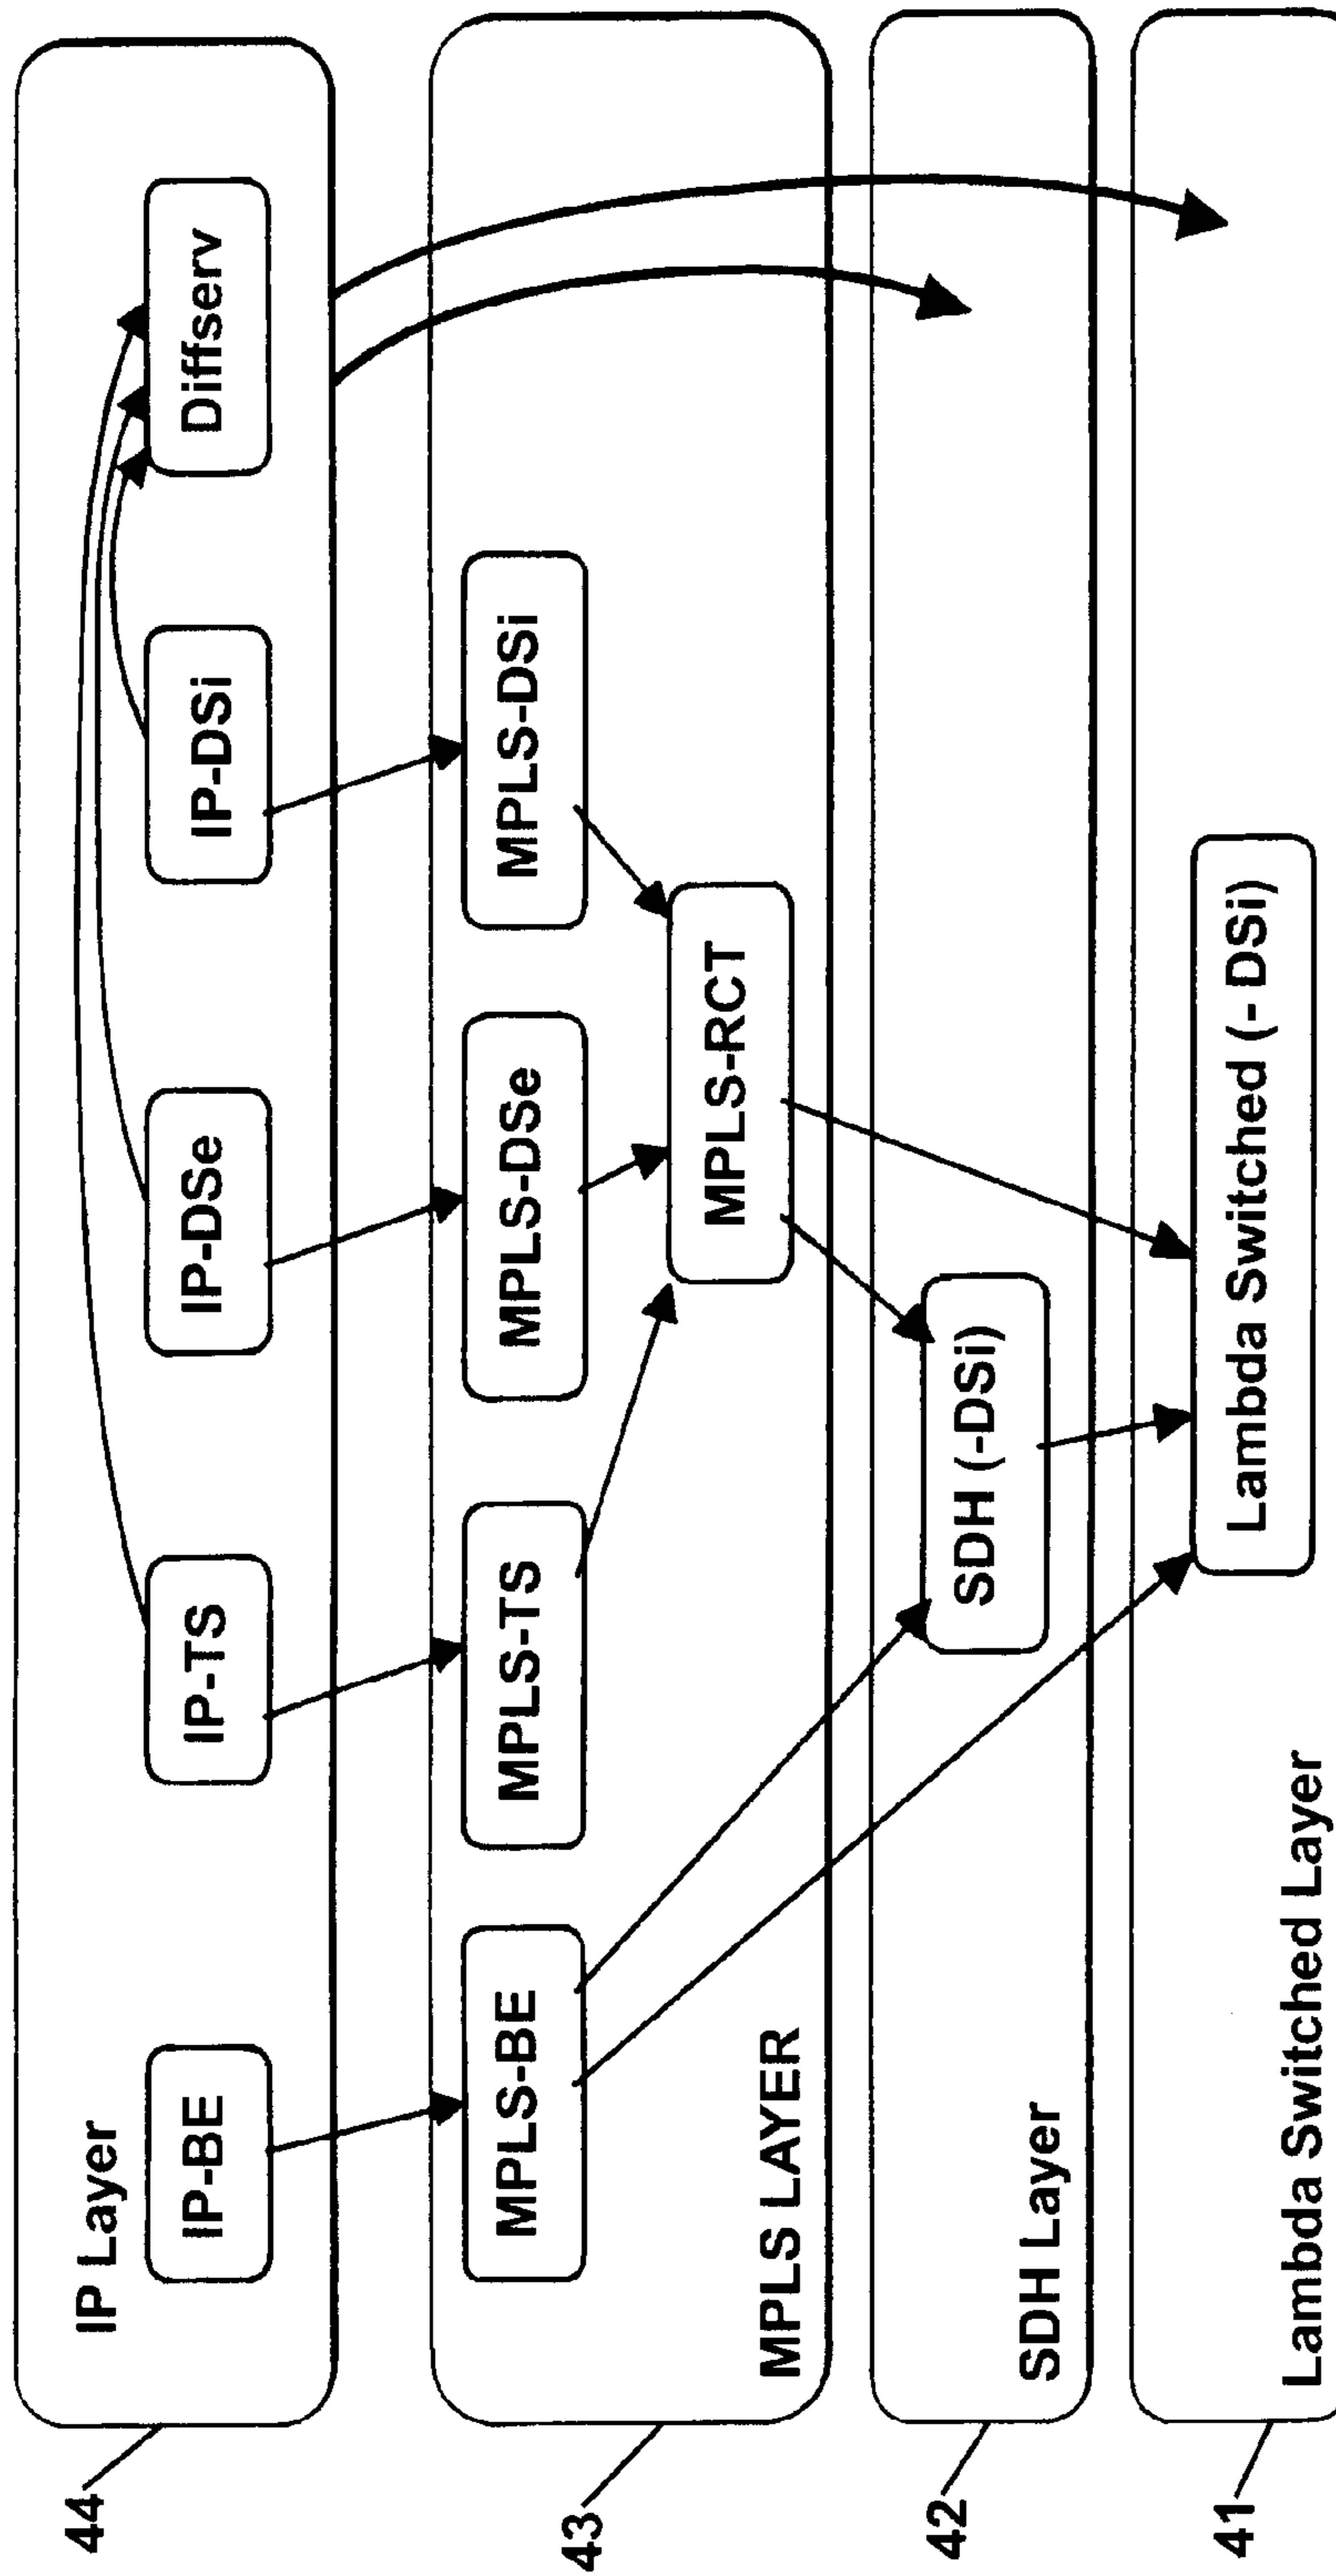 44
IP Layer
IP-BE
IP-TS
IP-DSe
IP-DSi
Diffserv
43
MPLS-BE
MPLS-TS
MPLS-DSe
MPLS-DSi
MPLS-RCT
MPLS LAYER
42
SDH (-DSi)
SDH Layer
41
Lambda Switched (- DSi)
Lambda Switched Layer